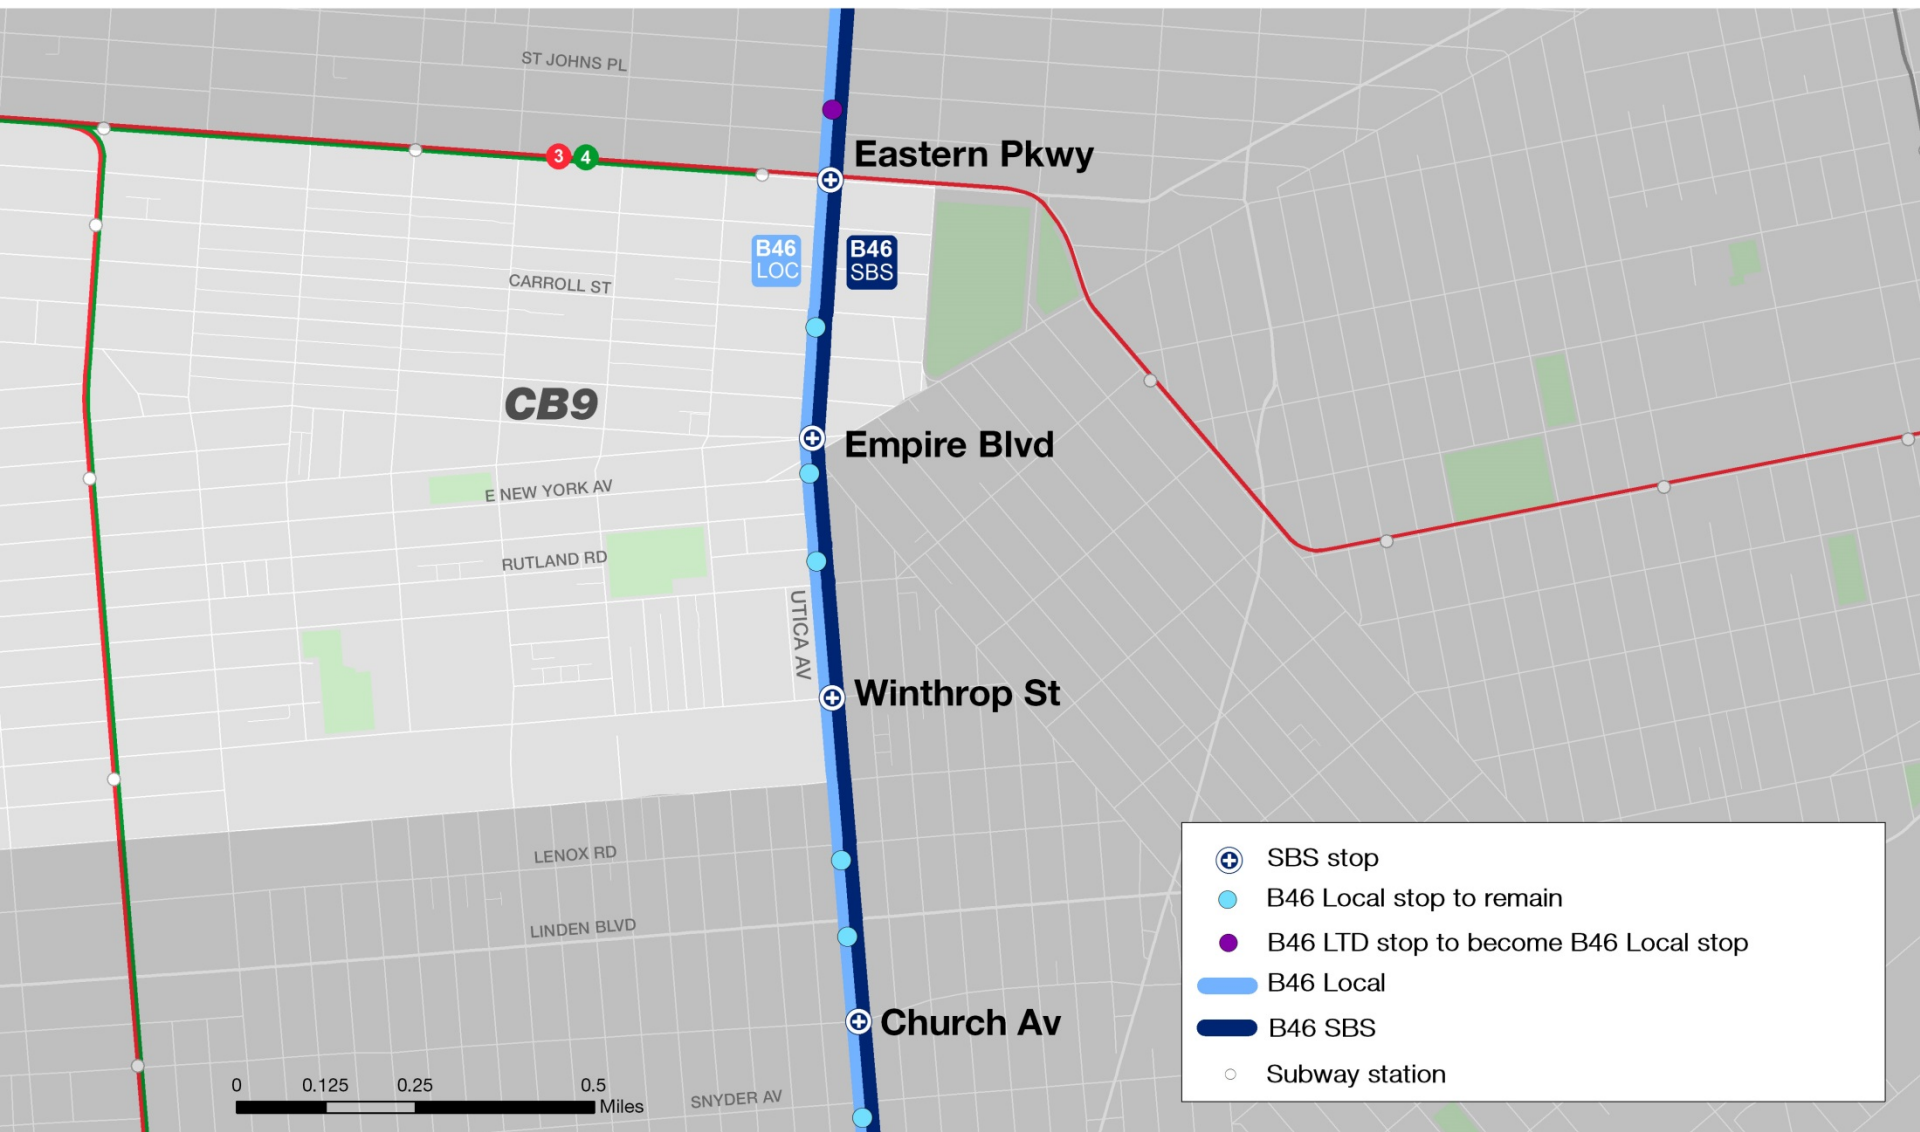 ST JOHNS PL
Eastern Pkwy
3 4
B46
LOC
B46
SBS
CARROLL ST
CB9
Empire Blvd
E NEW YORK AV
RUTLAND RD
UTICA AV
Winthrop St
LENOX RD
LINDEN BLVD
Church Av
SNYDER AV
0 0.125 0.25 0.5
Miles
SBS stop
B46 Local stop to remain
B46 LTD stop to become B46 Local stop
B46 Local
B46 SBS
Subway station